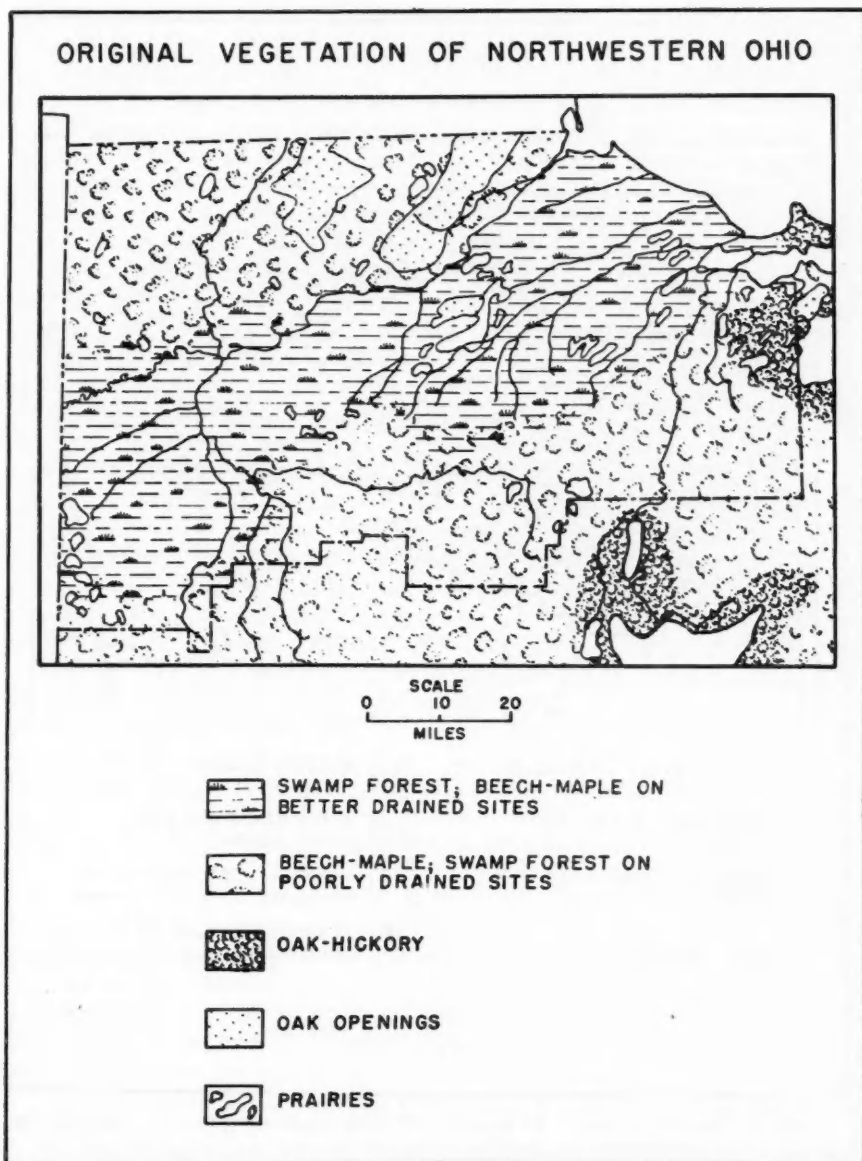 ORIGINAL VEGETATION OF NORTHWESTERN OHIO
SCALE
0 10 20
MILES
SWAMP FOREST; BEECH-MAPLE ON
BETTER DRAINED SITES
BEECH-MAPLE; SWAMP FOREST ON
POORLY DRAINED SITES
OAK-HICKORY
OAK OPENINGS
PRAIRIES